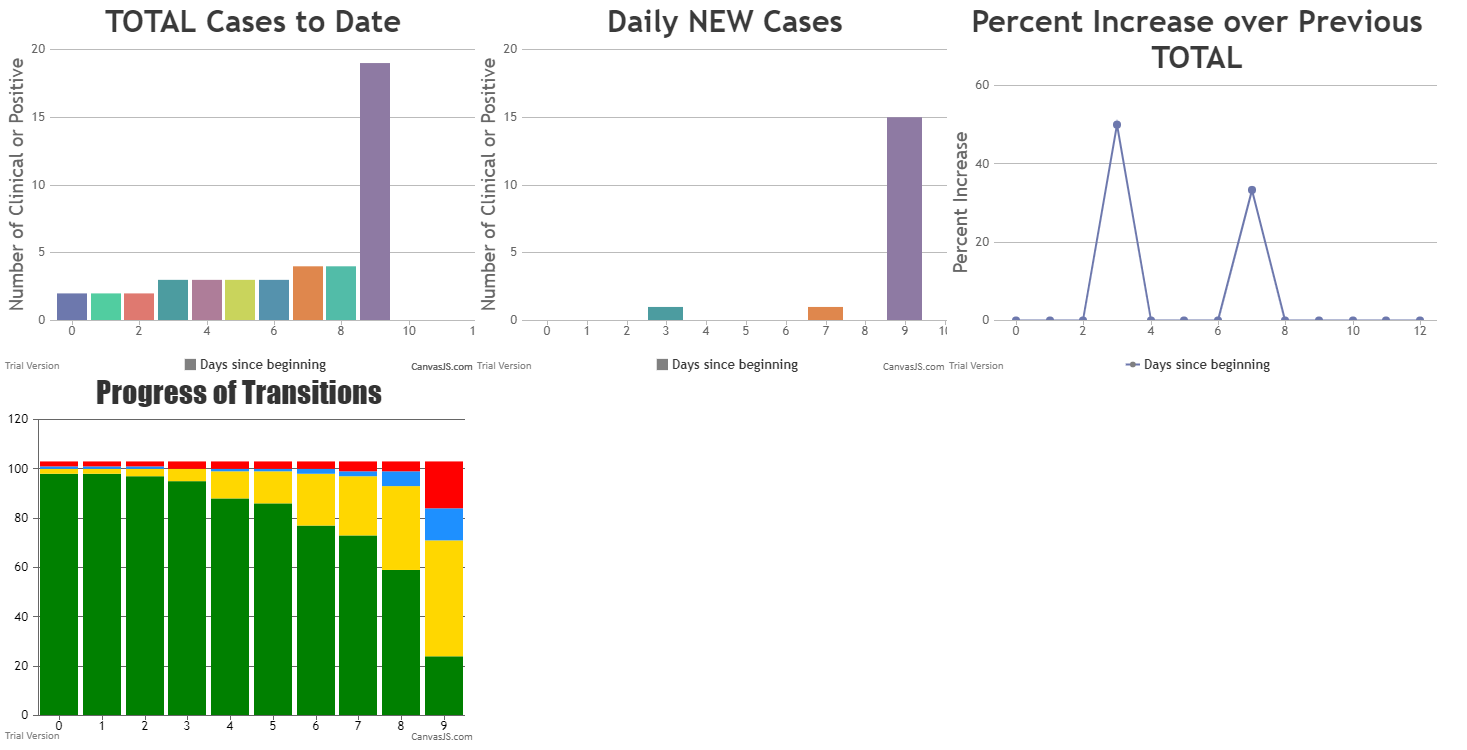 TOTAL Cases to Date
Number of Clinical or Positive
20
15
10
5
0
0 2 4 6 8 10 1
Days since beginning
Trial Version
CanvasJS.com
Daily NEW Cases
Number of Clinical or Positive
20
15
10
5
0
0 1 2 3 4 5 6 7 8 9 10
Days since beginning
Trial Version
CanvasJS.com
Percent Increase over Previous
TOTAL
Percent Increase
60
40
20
0
0 2 4 6 8 10 12
Days since beginning
Trial Version
Progress of Transitions
120
100
80
60
40
20
0
0 1 2 3 4 5 6 7 8 9
Trial Version
CanvasJS.com